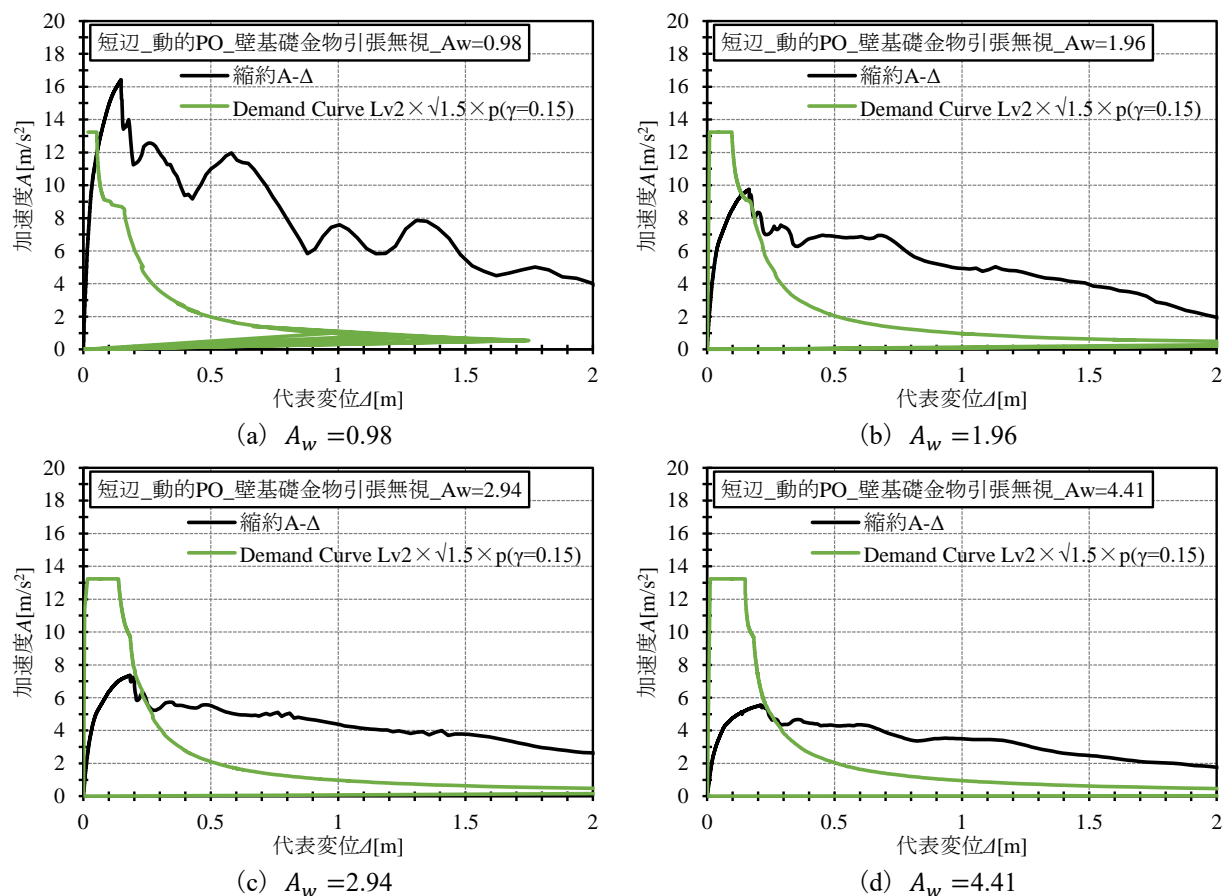 短辺_動的PO_壁基礎金物引張無視_Aw=0.98
縮約A-Δ
Demand Curve Lv2×√1.5×p(γ=0.15)
加速度A[m/s²]
20
18
16
14
12
10
8
6
4
2
0
0 0.5 1 1.5 2
代表変位Δ[m]
(a) A_w =0.98
短辺_動的PO_壁基礎金物引張無視_Aw=1.96
縮約A-Δ
Demand Curve Lv2×√1.5×p(γ=0.15)
加速度A[m/s²]
20
18
16
14
12
10
8
6
4
2
0
0 0.5 1 1.5 2
代表変位Δ[m]
(b) A_w =1.96
短辺_動的PO_壁基礎金物引張無視_Aw=2.94
縮約A-Δ
Demand Curve Lv2×√1.5×p(γ=0.15)
加速度A[m/s²]
20
18
16
14
12
10
8
6
4
2
0
0 0.5 1 1.5 2
代表変位Δ[m]
(c) A_w =2.94
短辺_動的PO_壁基礎金物引張無視_Aw=4.41
縮約A-Δ
Demand Curve Lv2×√1.5×p(γ=0.15)
加速度A[m/s²]
20
18
16
14
12
10
8
6
4
2
0
0 0.5 1 1.5 2
代表変位Δ[m]
(d) A_w =4.41